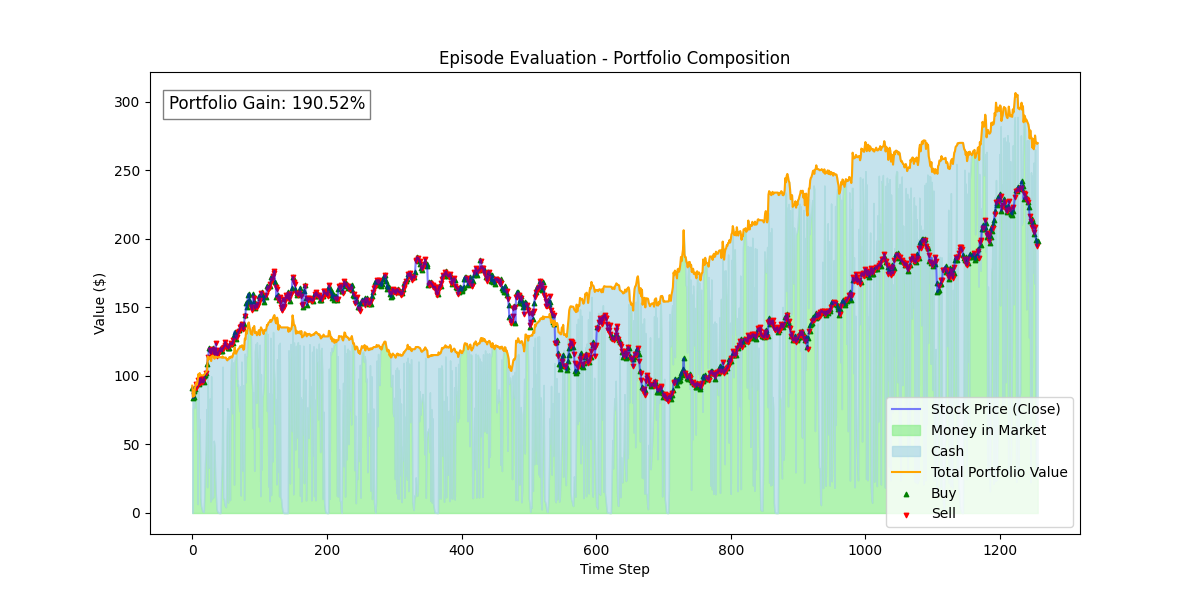 Episode Evaluation - Portfolio Composition
Portfolio Gain: 190.52%
Value ($)
300
250
200
150
100
50
0
0 200 400 600 800 1000 1200
Time Step
Stock Price (Close)
Money in Market
Cash
Total Portfolio Value
Buy
Sell